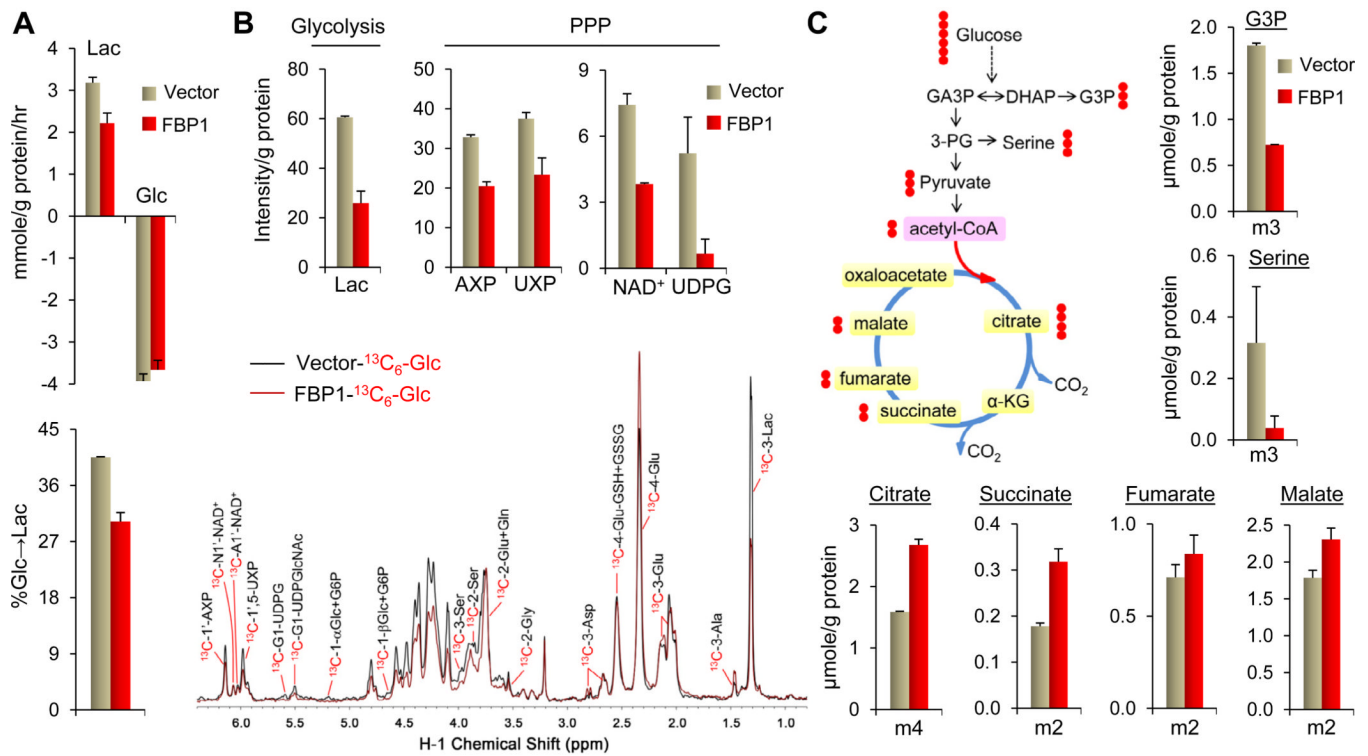 A
Lac
Vector
FBP1
Glc
mmole/g protein/hr
4
3
2
1
0
-1
-2
-3
-4
%Glc→Lac
45
36
27
18
9
0
B
Glycolysis
PPP
Intensity/g protein
80
60
40
20
0
Lac
50
40
30
20
10
0
AXP UXP
9
6
3
0
NAD⁺ UDPG
Vector
FBP1
Vector-¹³C₆-Glc
FBP1-¹³C₆-Glc
¹³C-1'-AXP
¹³C-N1'-NAD⁺
¹³C-A1'-NAD⁺
¹³C-1',5-UXP
¹³C-G1-UDPG
¹³C-G1-UDPGlcNAc
¹³C-1-αGlc+G6P
¹³C-1-βGlc+G6P
¹³C-3-Ser
¹³C-2-Ser
¹³C-2-Glu+Gln
¹³C-2-Gly
¹³C-3-Asp
¹³C-4-Glu-GSH+GSSG
¹³C-4-Glu
¹³C-3-Glu
¹³C-3-Ala
¹³C-3-Lac
6.0 5.5 5.0 4.5 4.0 3.5 3.0 2.5 2.0 1.5 1.0
H-1 Chemical Shift (ppm)
C
Glucose
GA3P DHAP G3P
3-PG Serine
Pyruvate
acetyl-CoA
oxaloacetate
malate citrate
fumarate
succinate α-KG
CO₂
CO₂
G3P
Vector
FBP1
µmole/g protein
2.0
1.5
1.0
0.5
0.0
m3
Serine
µmole/g protein
0.6
0.4
0.2
0.0
m3
Citrate
µmole/g protein
3
2
1
0
m4
Succinate
0.4
0.3
0.2
0.1
0.0
m2
Fumarate
1.0
0.5
0.0
m2
Malate
2.5
2.0
1.5
1.0
0.5
0.0
m2